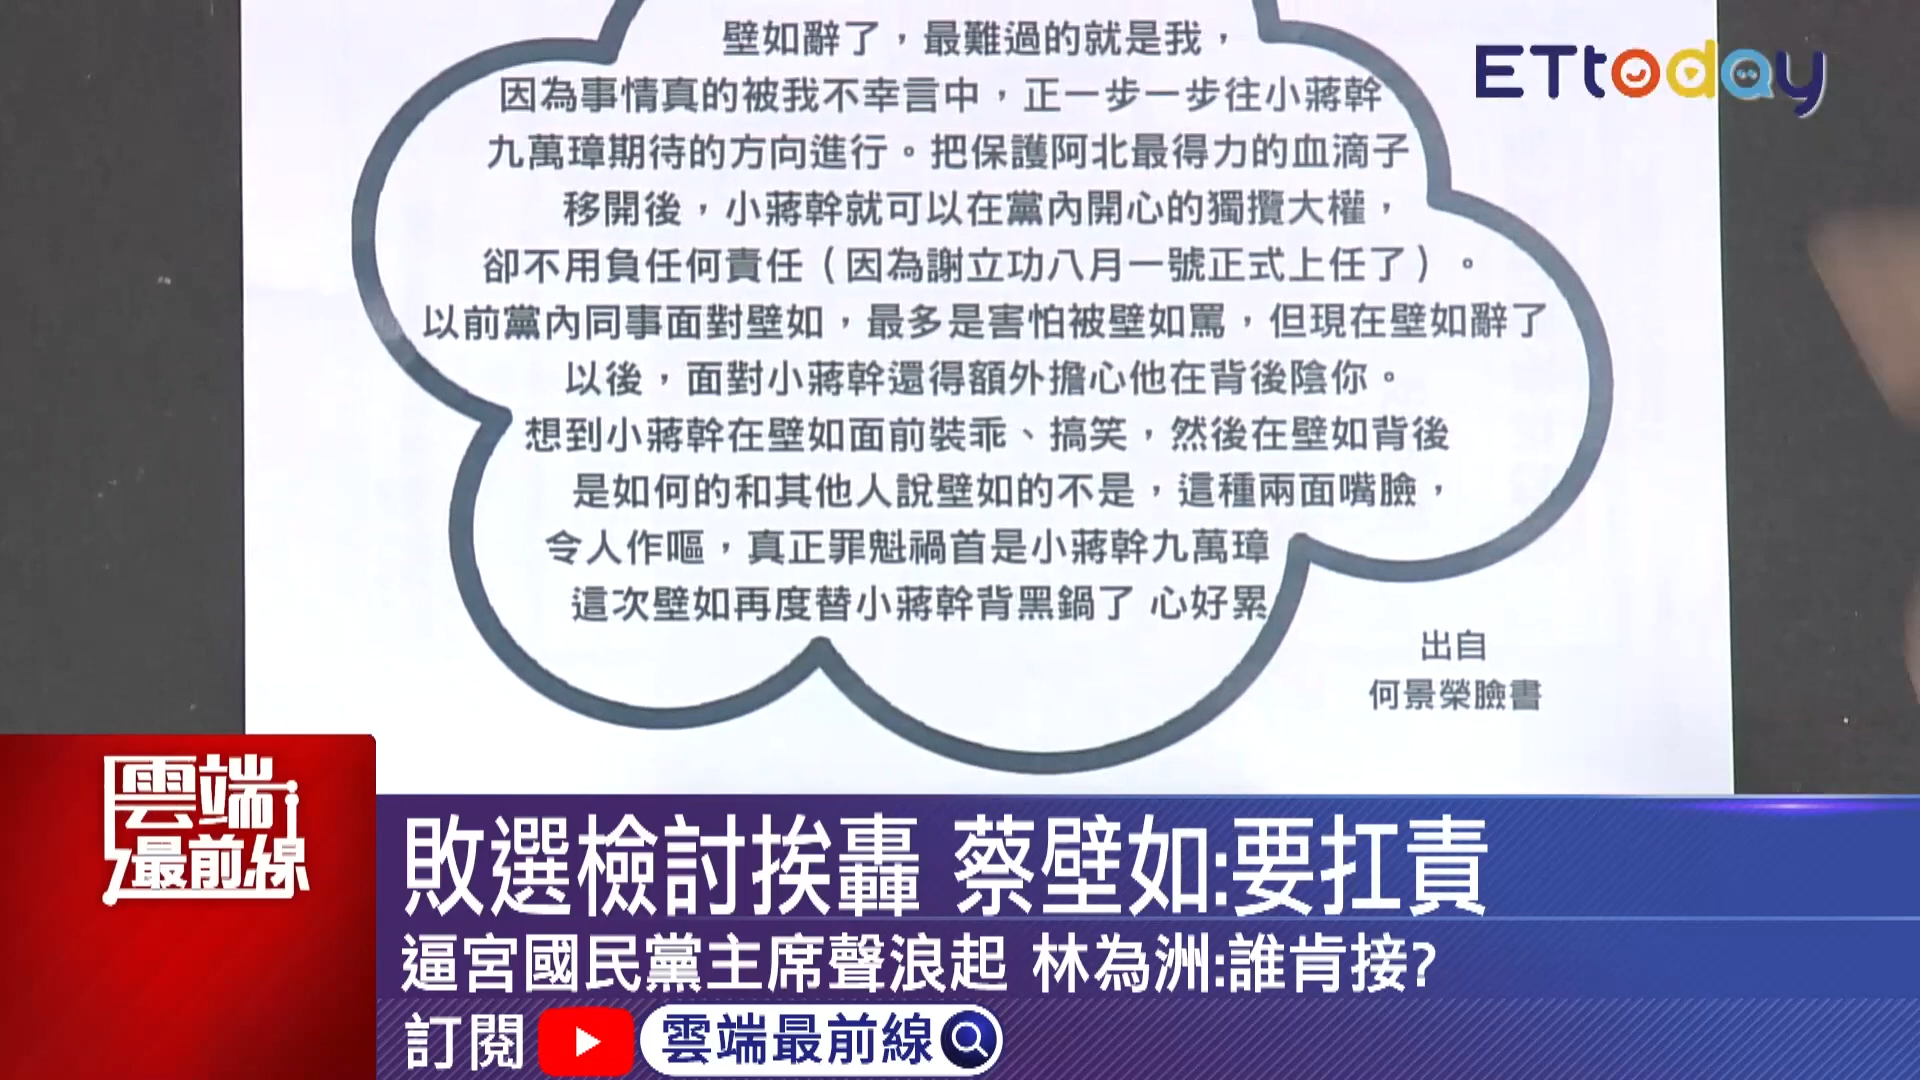 壁如辭了，最難過的就是我，
因為事情真的被我不幸言中，正一步一步往小蔣幹
九萬璋期待的方向進行。把保護阿北最得力的血滴子
移開後，小蔣幹就可以在黨內開心的獨攬大權，
卻不用負任何責任（因為謝立功八月一號正式上任了）。
以前黨內同事面對壁如，最多是害怕被壁如罵，但現在壁如辭了
以後，面對小蔣幹還得額外擔心他在背後陰你。
想到小蔣幹在壁如面前裝乖、搞笑，然後在壁如背後
是如何的和其他人說壁如的不是，這種兩面嘴臉，
令人作嘔，真正罪魁禍首是小蔣幹九萬璋
這次壁如再度替小蔣幹背黑鍋了 心好累
出自
何景榮臉書
ETtoday
雲端
最前線
敗選檢討挨轟 蔡壁如:要扛責
逼宮國民黨主席聲浪起 林為洲:誰肯接?
訂閱 雲端最前線